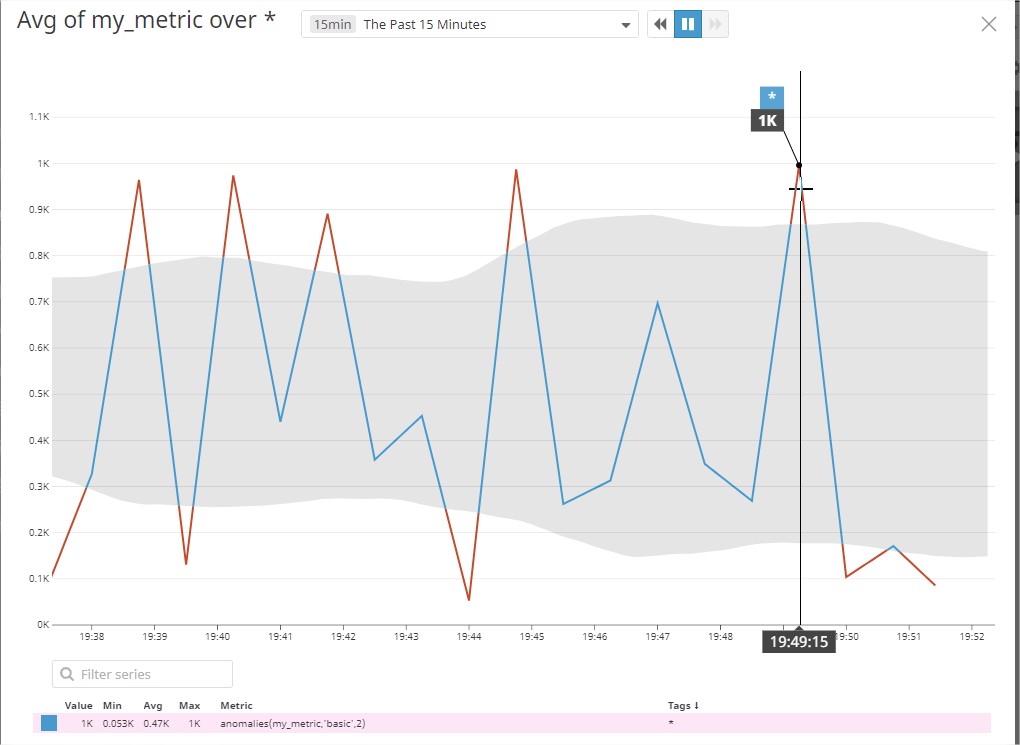 Avg of my_metric over *
15min The Past 15 Minutes
*
1K
1.1K
1K
0.9K
0.8K
0.7K
0.6K
0.5K
0.4K
0.3K
0.2K
0.1K
0K
19:38 19:39 19:40 19:41 19:42 19:43 19:44 19:45 19:46 19:47 19:48 19:50 19:51 19:52
19:49:15
Filter series
Value Min Avg Max Metric Tags ↓
1K 0.053K 0.47K 1K anomalies(my_metric,'basic',2) *